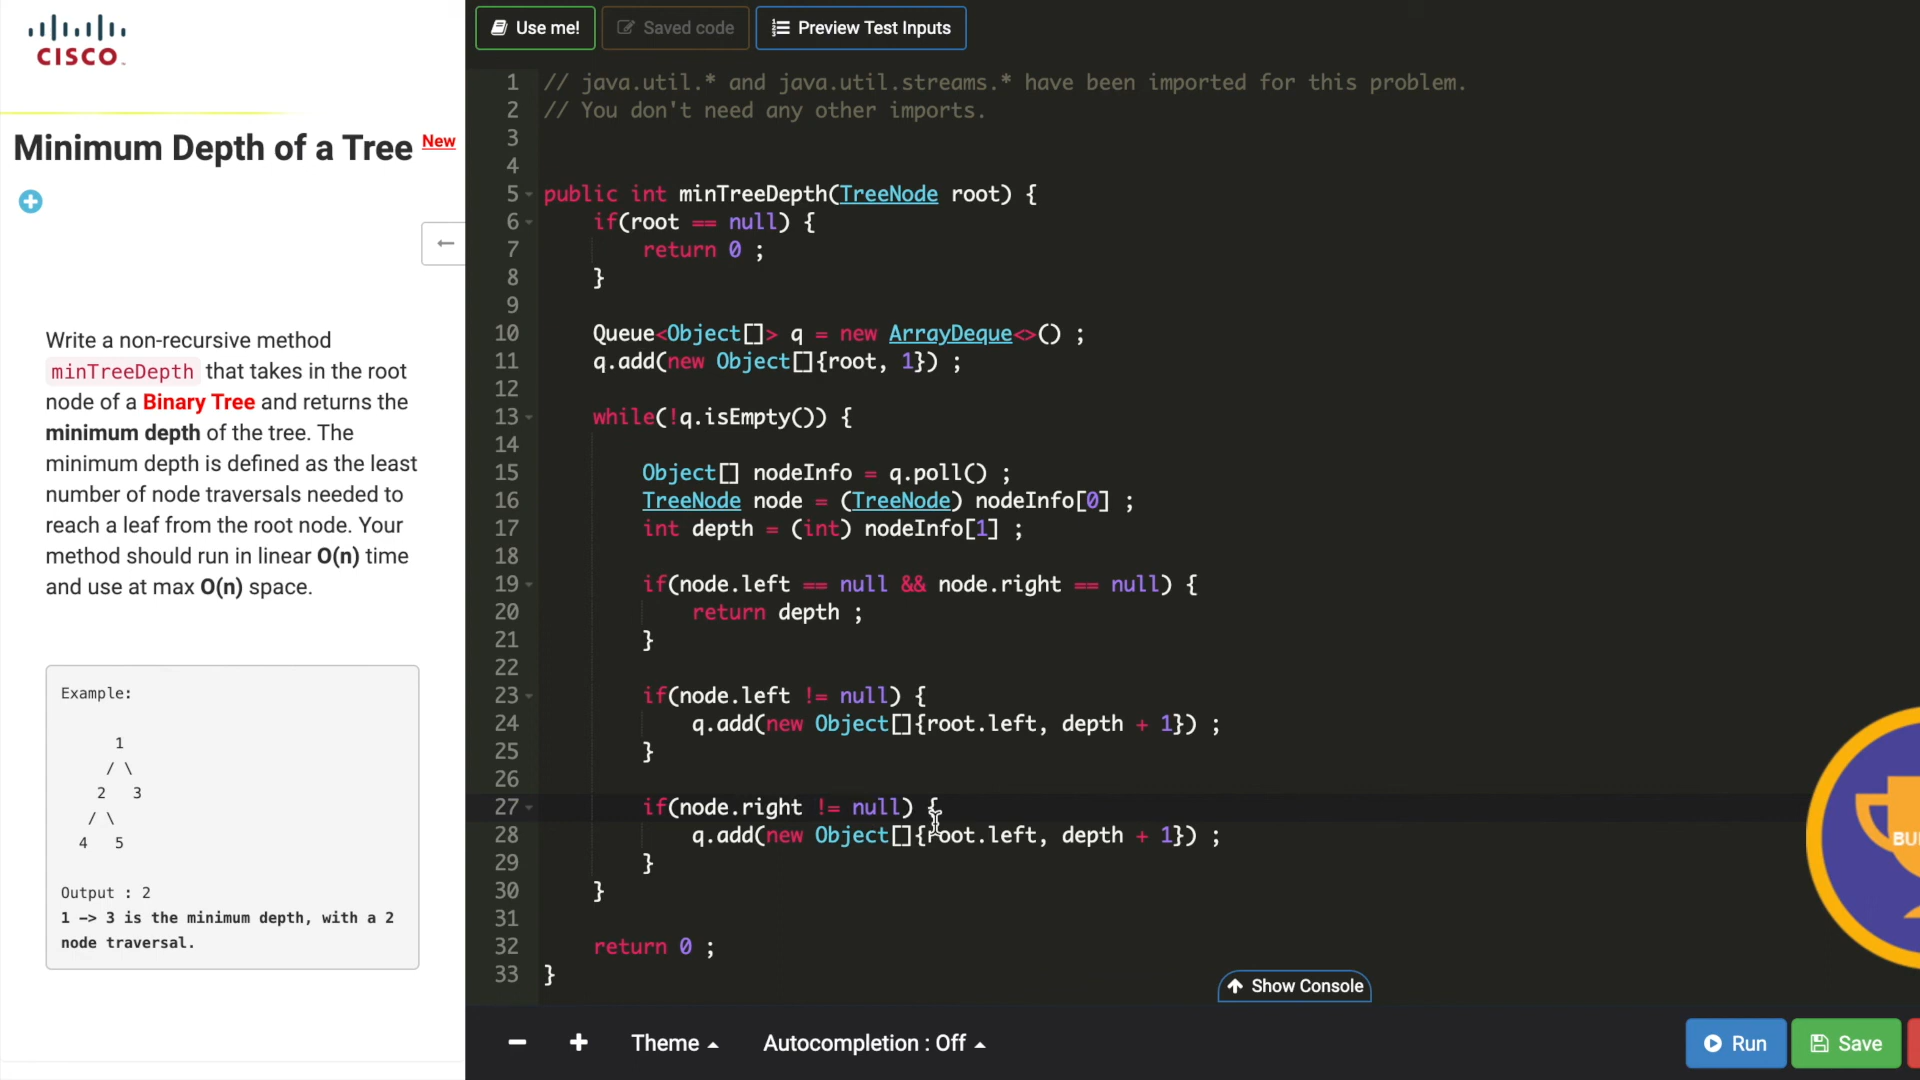 CISCO
Minimum Depth of a Tree New
Write a non-recursive method
minTreeDepth that takes in the root
node of a Binary Tree and returns the
minimum depth of the tree. The
minimum depth is defined as the least
number of node traversals needed to
reach a leaf from the root node. Your
method should run in linear O(n) time
and use at max O(n) space.
Example:
1
/ \
2 3
/ \
4 5
Output : 2
1 —> 3 is the minimum depth, with a 2
node traversal.
Use me! Saved code Preview Test Inputs
1 // java.util.* and java.util.streams.* have been imported for this problem.
2 // You don't need any other imports.
3
4
5 public int minTreeDepth(TreeNode root) {
6 if(root == null) {
7 return 0 ;
8 }
9
10 Queue<Object[]> q = new ArrayDeque<>() ;
11 q.add(new Object[]{root, 1}) ;
12
13 while(!q.isEmpty()) {
14
15 Object[] nodeInfo = q.poll() ;
16 TreeNode node = (TreeNode) nodeInfo[0] ;
17 int depth = (int) nodeInfo[1] ;
18
19 if(node.left == null && node.right == null) {
20 return depth ;
21 }
22
23 if(node.left != null) {
24 q.add(new Object[]{root.left, depth + 1}) ;
25 }
26
27 if(node.right != null) {
28 q.add(new Object[]{root.left, depth + 1}) ;
29 }
30 }
31
32 return 0 ;
33 }
Show Console
Theme Autocompletion : Off
Run Save